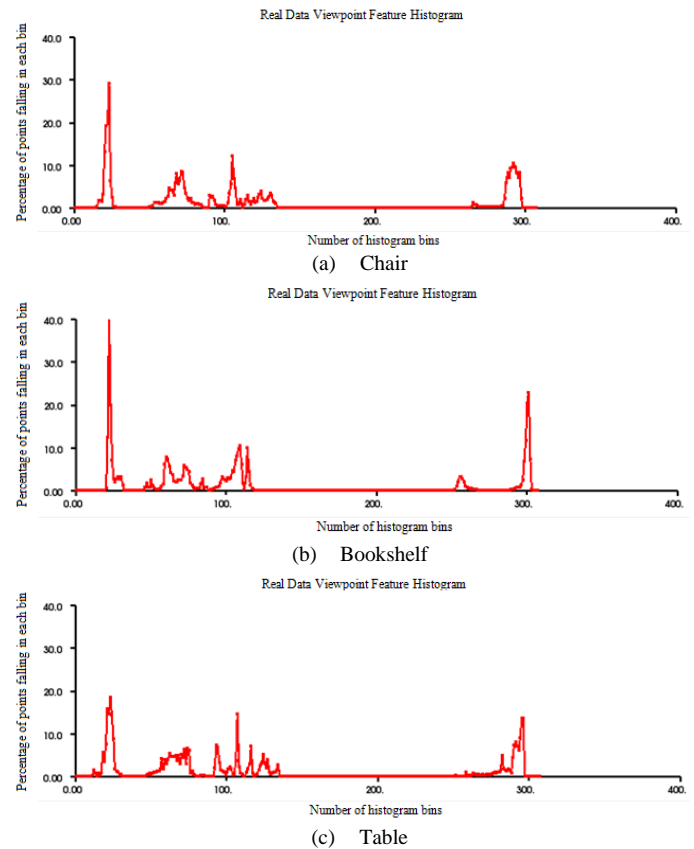 Real Data Viewpoint Feature Histogram
Percentage of points falling in each bin
40.0
30.0
20.0
10.0
0.00
0.00 100. 200. 300. 400.
Number of histogram bins
(a) Chair
Real Data Viewpoint Feature Histogram
Percentage of points falling in each bin
40.0
30.0
20.0
10.0
0.00
0.00 100. 200. 300. 400.
Number of histogram bins
(b) Bookshelf
Real Data Viewpoint Feature Histogram
Percentage of points falling in each bin
40.0
30.0
20.0
10.0
0.00
0.00 100. 200. 300. 400.
Number of histogram bins
(c) Table